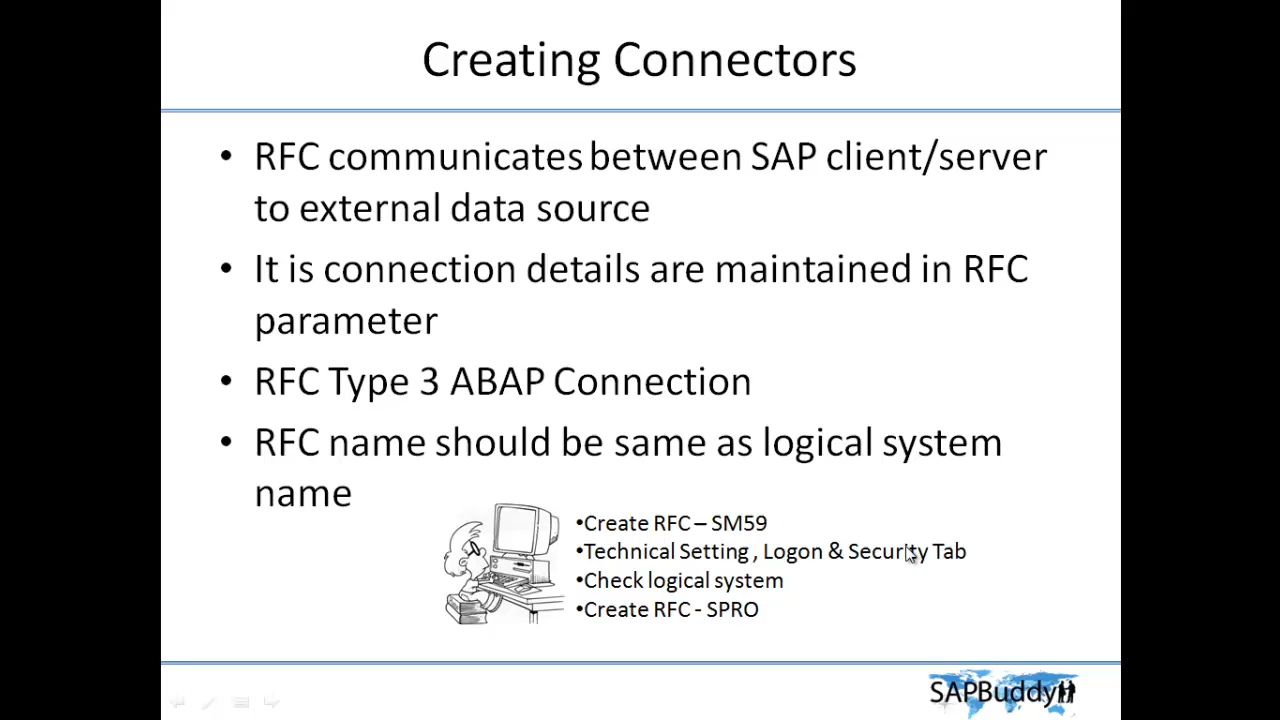 Creating Connectors
• RFC communicates between SAP client/server
to external data source
• It is connection details are maintained in RFC
parameter
• RFC Type 3 ABAP Connection
• RFC name should be same as logical system
name
•Create RFC – SM59
•Technical Setting , Logon & Security Tab
•Check logical system
•Create RFC - SPRO
SAPBuddy